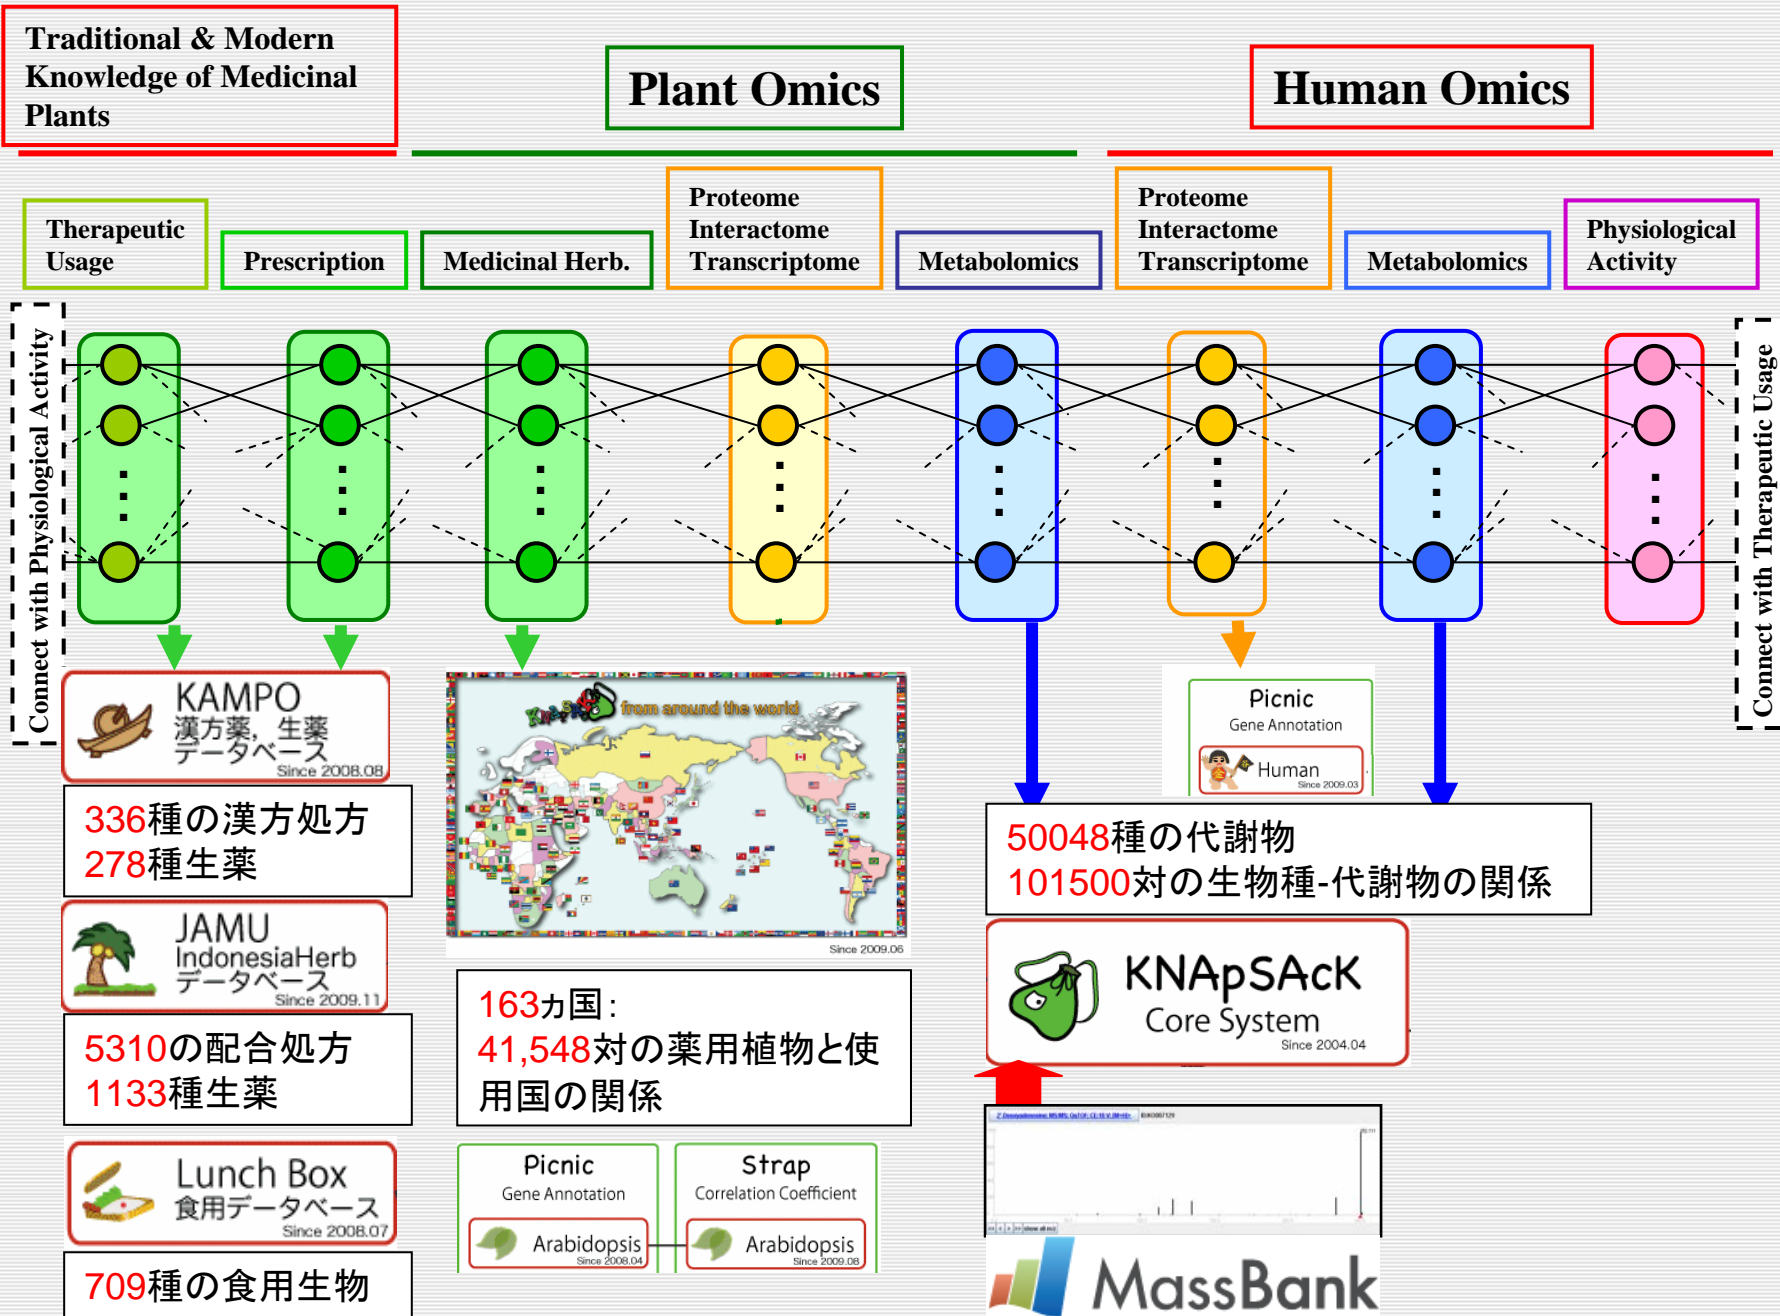 Traditional & Modern
Knowledge of Medicinal
Plants
Plant Omics
Human Omics
Therapeutic
Usage
Prescription
Medicinal Herb.
Proteome
Interactome
Transcriptome
Metabolomics
Proteome
Interactome
Transcriptome
Metabolomics
Physiological
Activity
Connect with Physiological Activity
Connect with Therapeutic Usage
KAMPO
漢方薬, 生薬
データベース
Since 2008.08
336種の漢方処方
278種生薬
JAMU
IndonesiaHerb
データベース
Since 2009.11
5310の配合処方
1133種生薬
Lunch Box
食用データベース
Since 2008.07
709種の食用生物
KNApSAcK from around the world
Since 2009.06
163ヵ国:
41,548対の薬用植物と使
用国の関係
Picnic
Gene Annotation
Arabidopsis
Since 2008.04
Strap
Correlation Coefficient
Arabidopsis
Since 2009.08
Picnic
Gene Annotation
Human
Since 2009.03
50048種の代謝物
101500対の生物種-代謝物の関係
KNApSAcK
Core System
Since 2004.04
MassBank